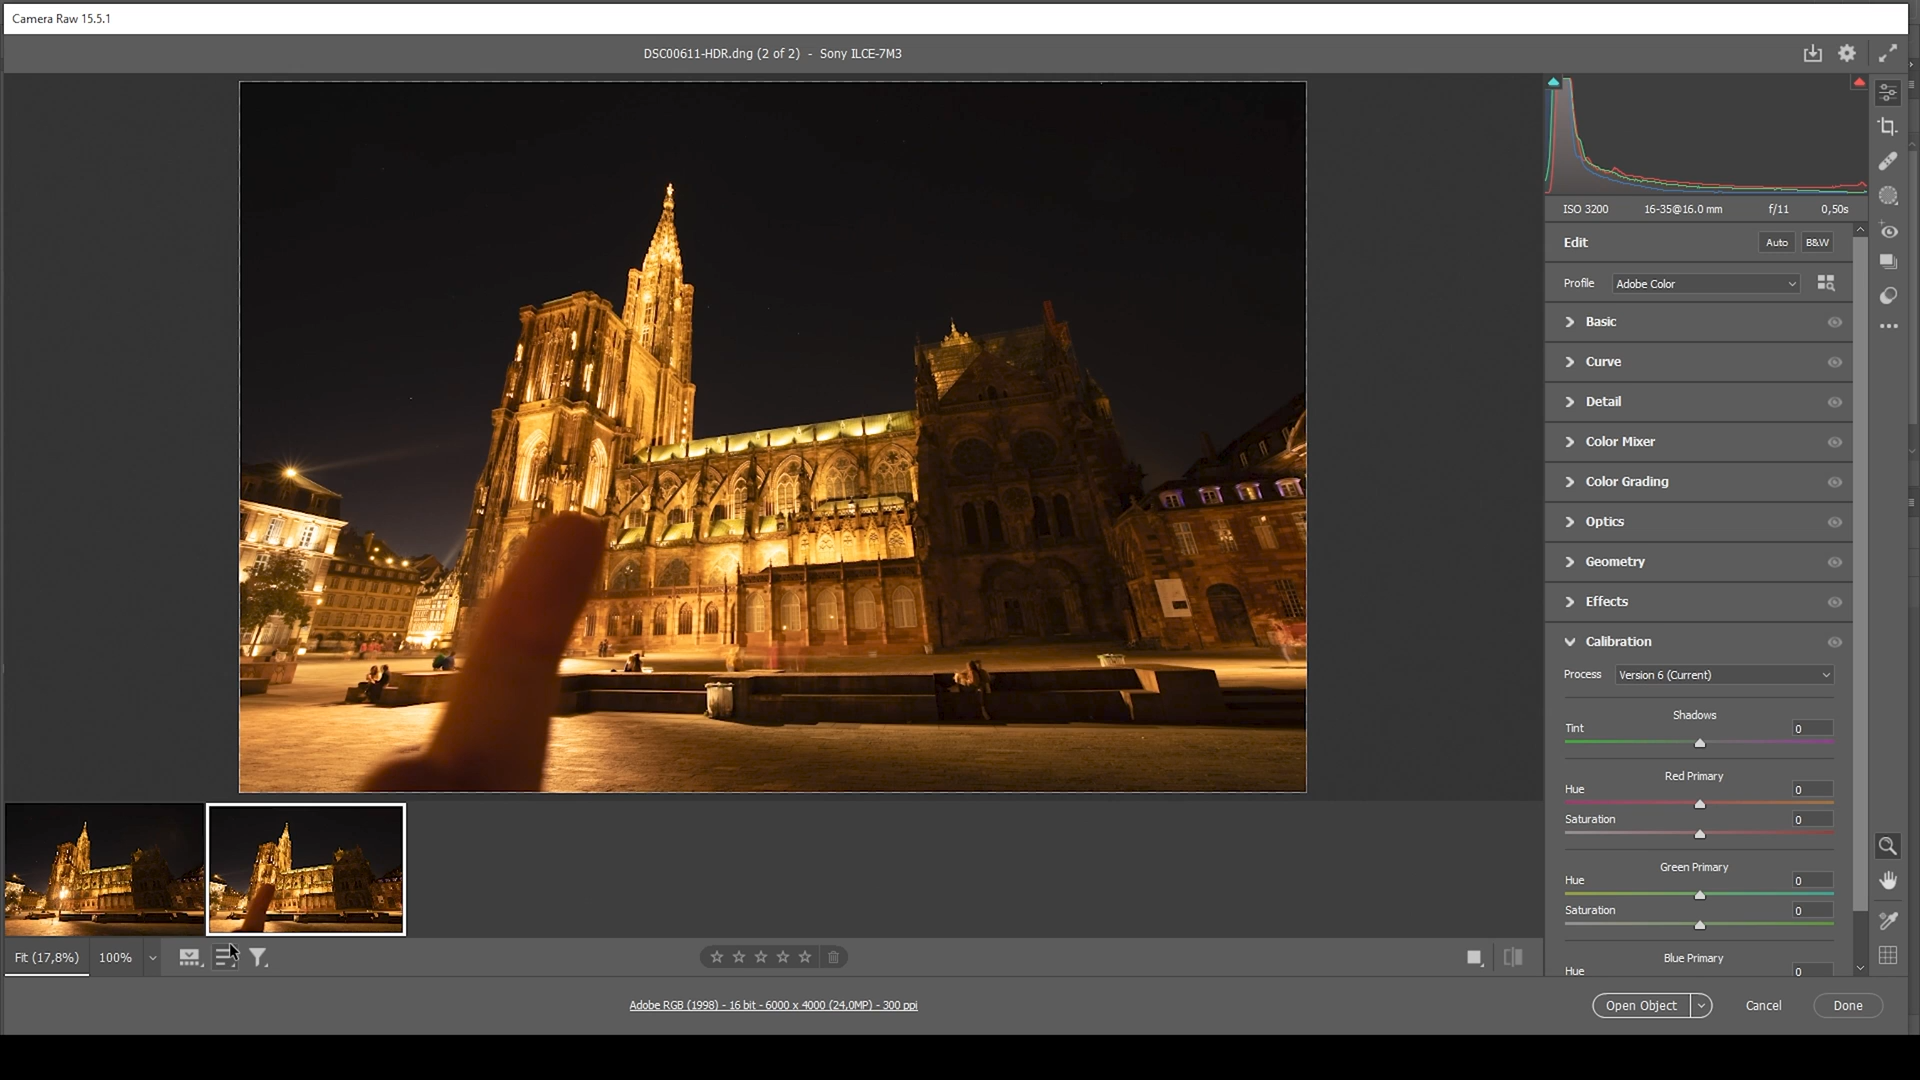 Camera Raw 15.5.1
DSC00611-HDR.dng (2 of 2) - Sony ILCE-7M3
ISO 3200 16-35@16.0 mm f/11 0,50s
Edit Auto B&W
Profile Adobe Color
Basic
Curve
Detail
Color Mixer
Color Grading
Optics
Geometry
Effects
Calibration
Process Version 6 (Current)
Shadows
Tint 0
Red Primary
Hue 0
Saturation 0
Green Primary
Hue 0
Saturation 0
Blue Primary
Hue 0
Fit (17,8%) 100%
Adobe RGB (1998) - 16 bit - 6000 x 4000 (24,0MP) - 300 ppi
Open Object Cancel Done